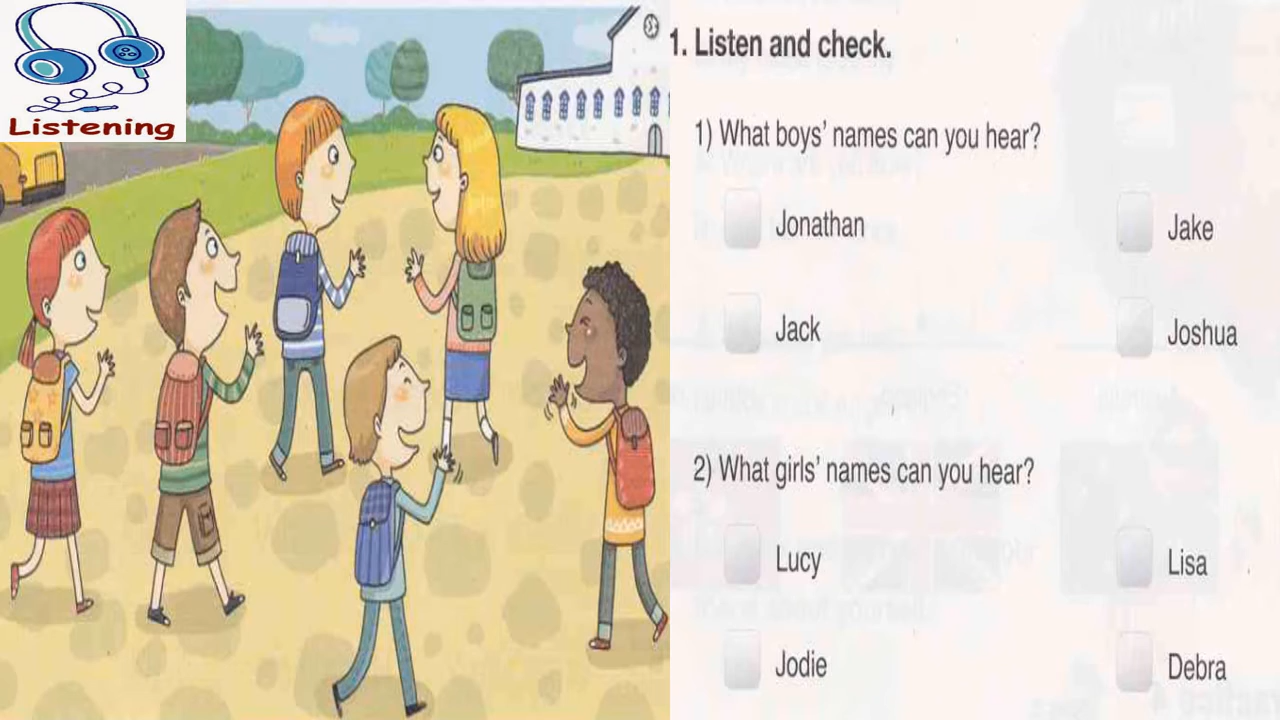 Listening
1. Listen and check.
1) What boys' names can you hear?
Jonathan
Jake
Jack
Joshua
2) What girls' names can you hear?
Lucy
Lisa
Jodie
Debra